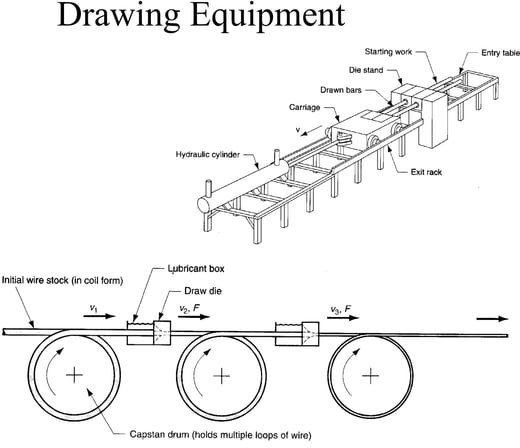 Drawing Equipment
Starting work
Entry table
Die stand
Drawn bars
Carriage
v
Hydraulic cylinder
Exit rack
Lubricant box
Initial wire stock (in coil form)
Draw die
v1
v2, F
v3, F
Capstan drum (holds multiple loops of wire)